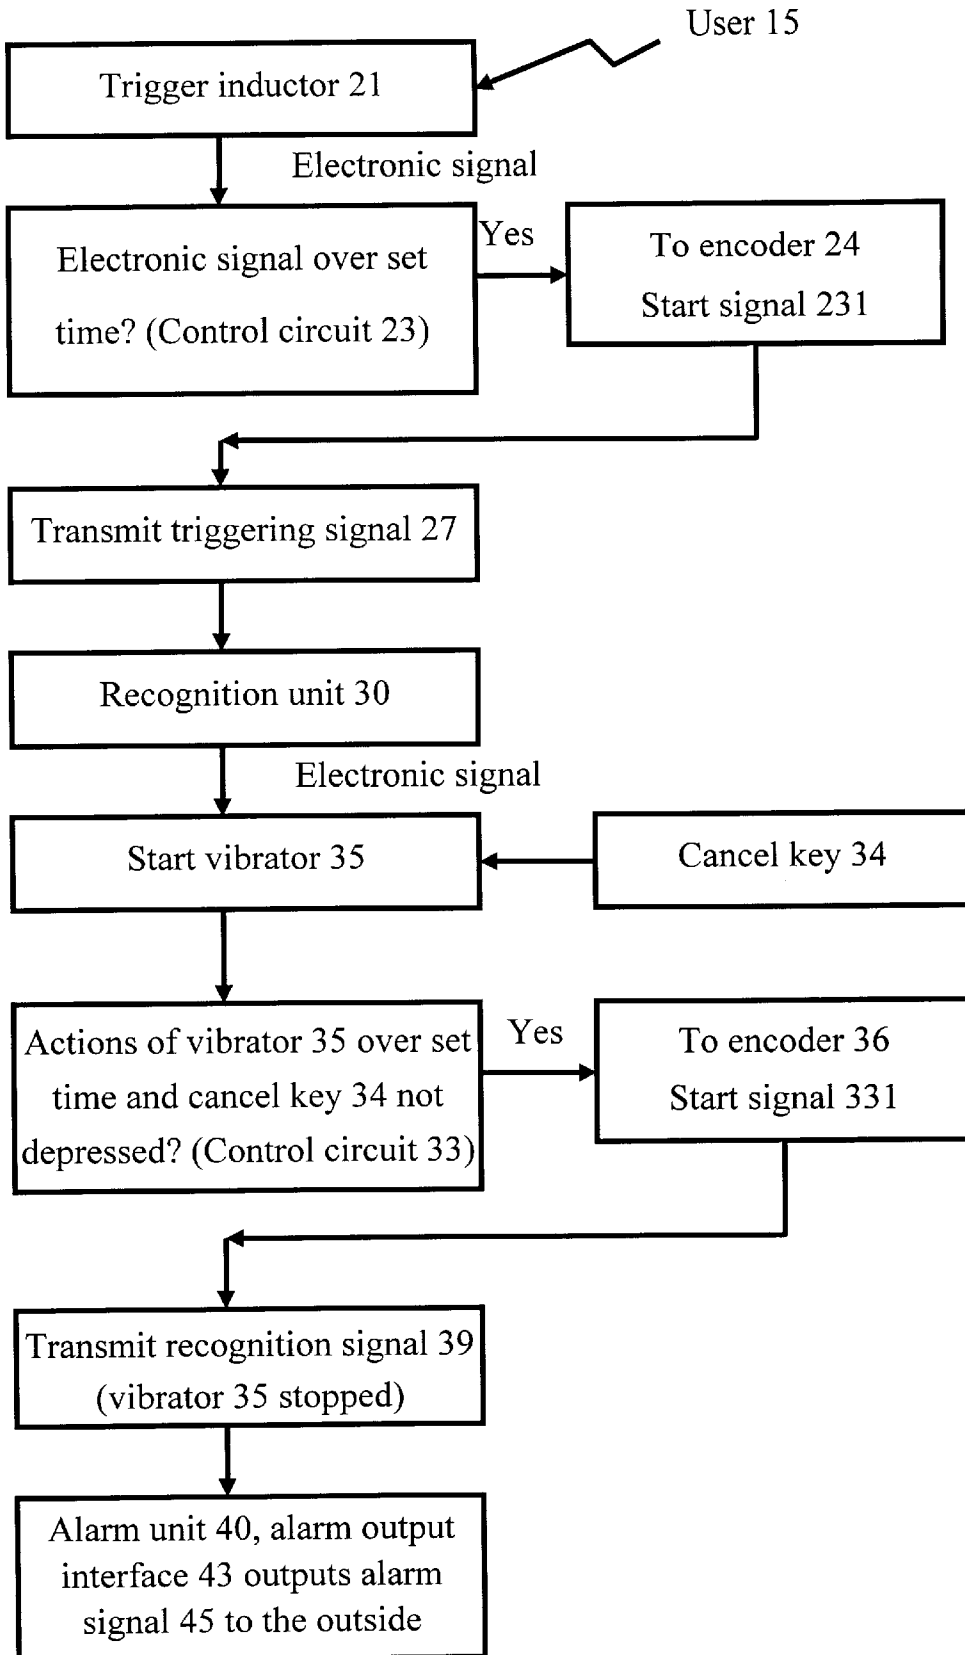 User 15
Trigger inductor 21
Electronic signal
Electronic signal over set
time? (Control circuit 23)
Yes
To encoder 24
Start signal 231
Transmit triggering signal 27
Recognition unit 30
Electronic signal
Start vibrator 35
Cancel key 34
Actions of vibrator 35 over set
time and cancel key 34 not
depressed? (Control circuit 33)
Yes
To encoder 36
Start signal 331
Transmit recognition signal 39
(vibrator 35 stopped)
Alarm unit 40, alarm output
interface 43 outputs alarm
signal 45 to the outside